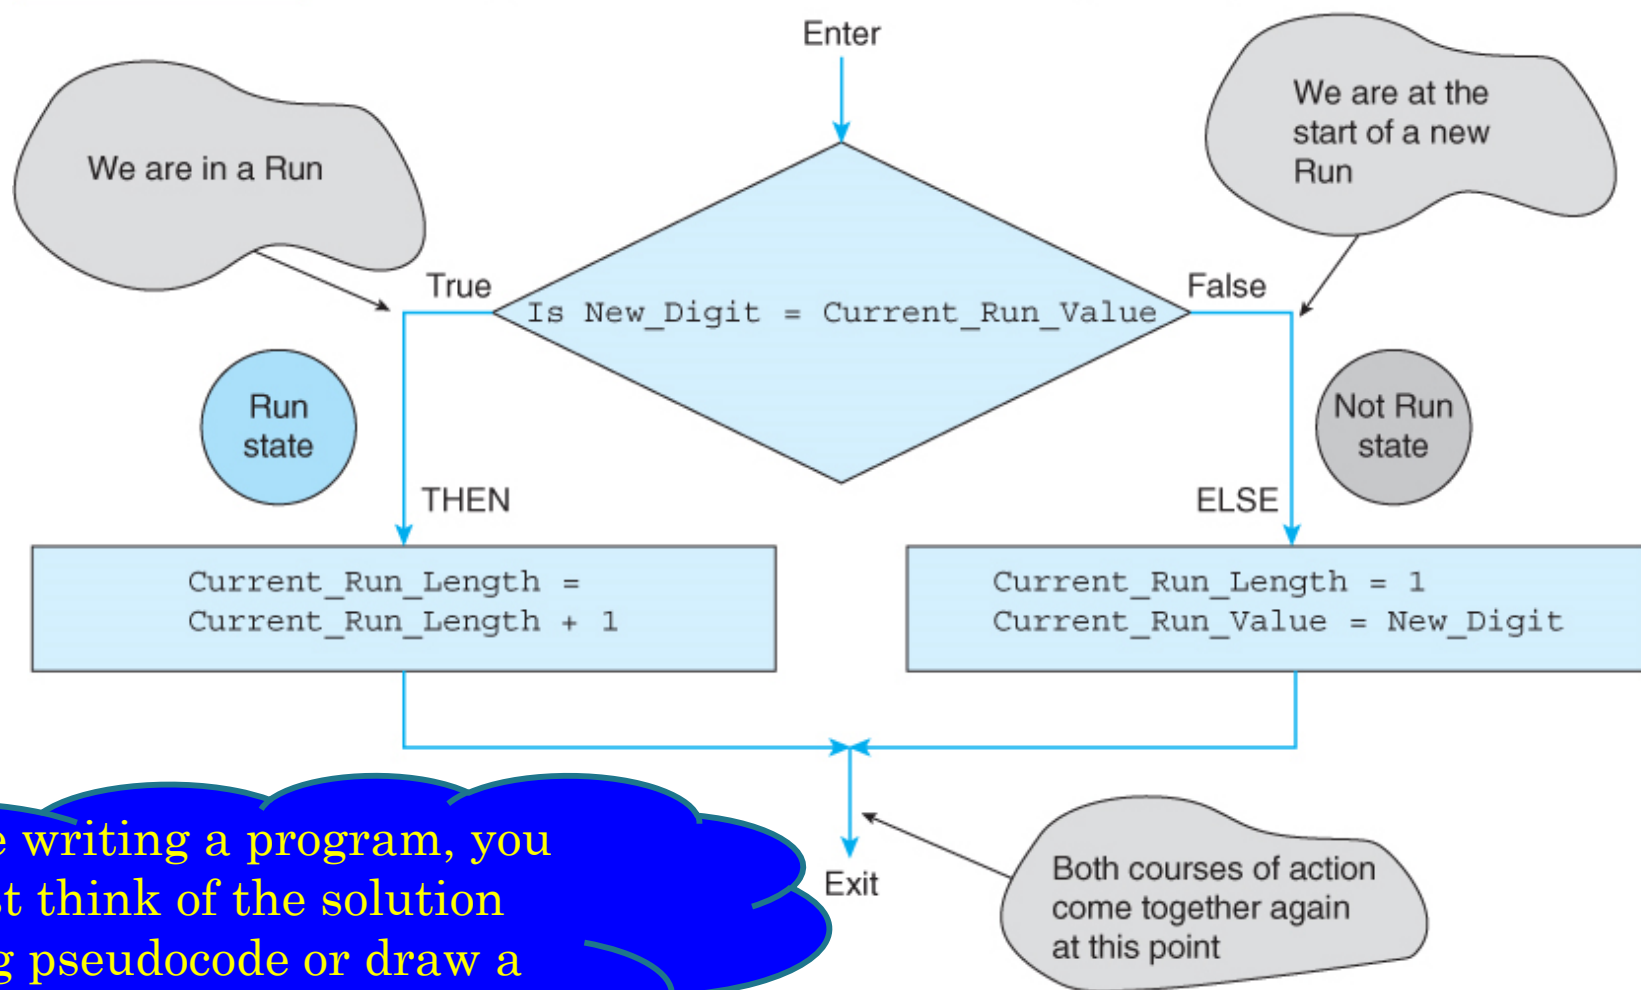 Enter
We are in a Run
We are at the
start of a new
Run
True
Is New_Digit = Current_Run_Value
False
Run
state
Not Run
state
THEN
ELSE
Current_Run_Length =
Current_Run_Length + 1
Current_Run_Length = 1
Current_Run_Value = New_Digit
writing a program, you
think of the solution
pseudocode or draw a
Exit
Both courses of action
come together again
at this point